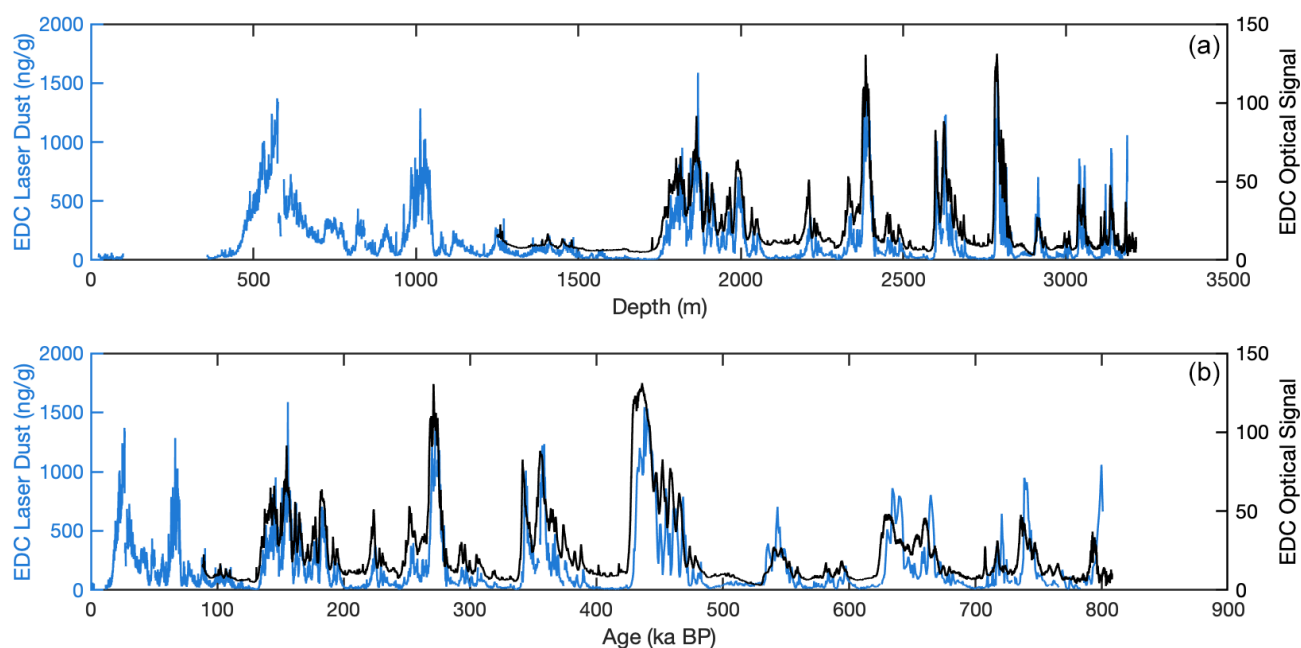 (a)
EDC Laser Dust (ng/g)
2000
1500
1000
500
0
150
100
50
0
EDC Optical Signal
0 500 1000 1500 2000 2500 3000 3500
Depth (m)
(b)
EDC Laser Dust (ng/g)
2000
1500
1000
500
0
150
100
50
0
EDC Optical Signal
0 100 200 300 400 500 600 700 800 900
Age (ka BP)